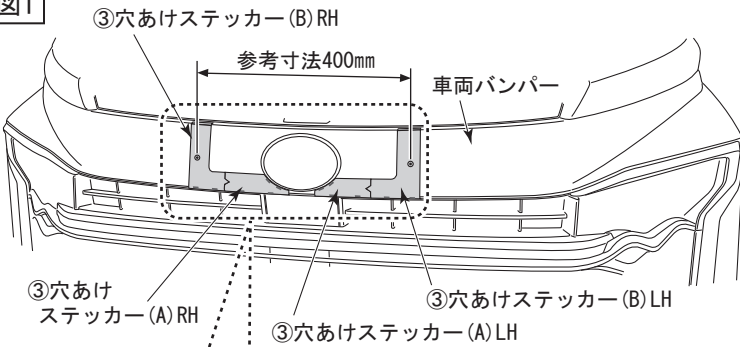 図1
③穴あけステッカー(B)RH
参考寸法400mm
車両バンパー
③穴あけ
ステッカー(A)RH
③穴あけステッカー(B)LH
③穴あけステッカー(A)LH